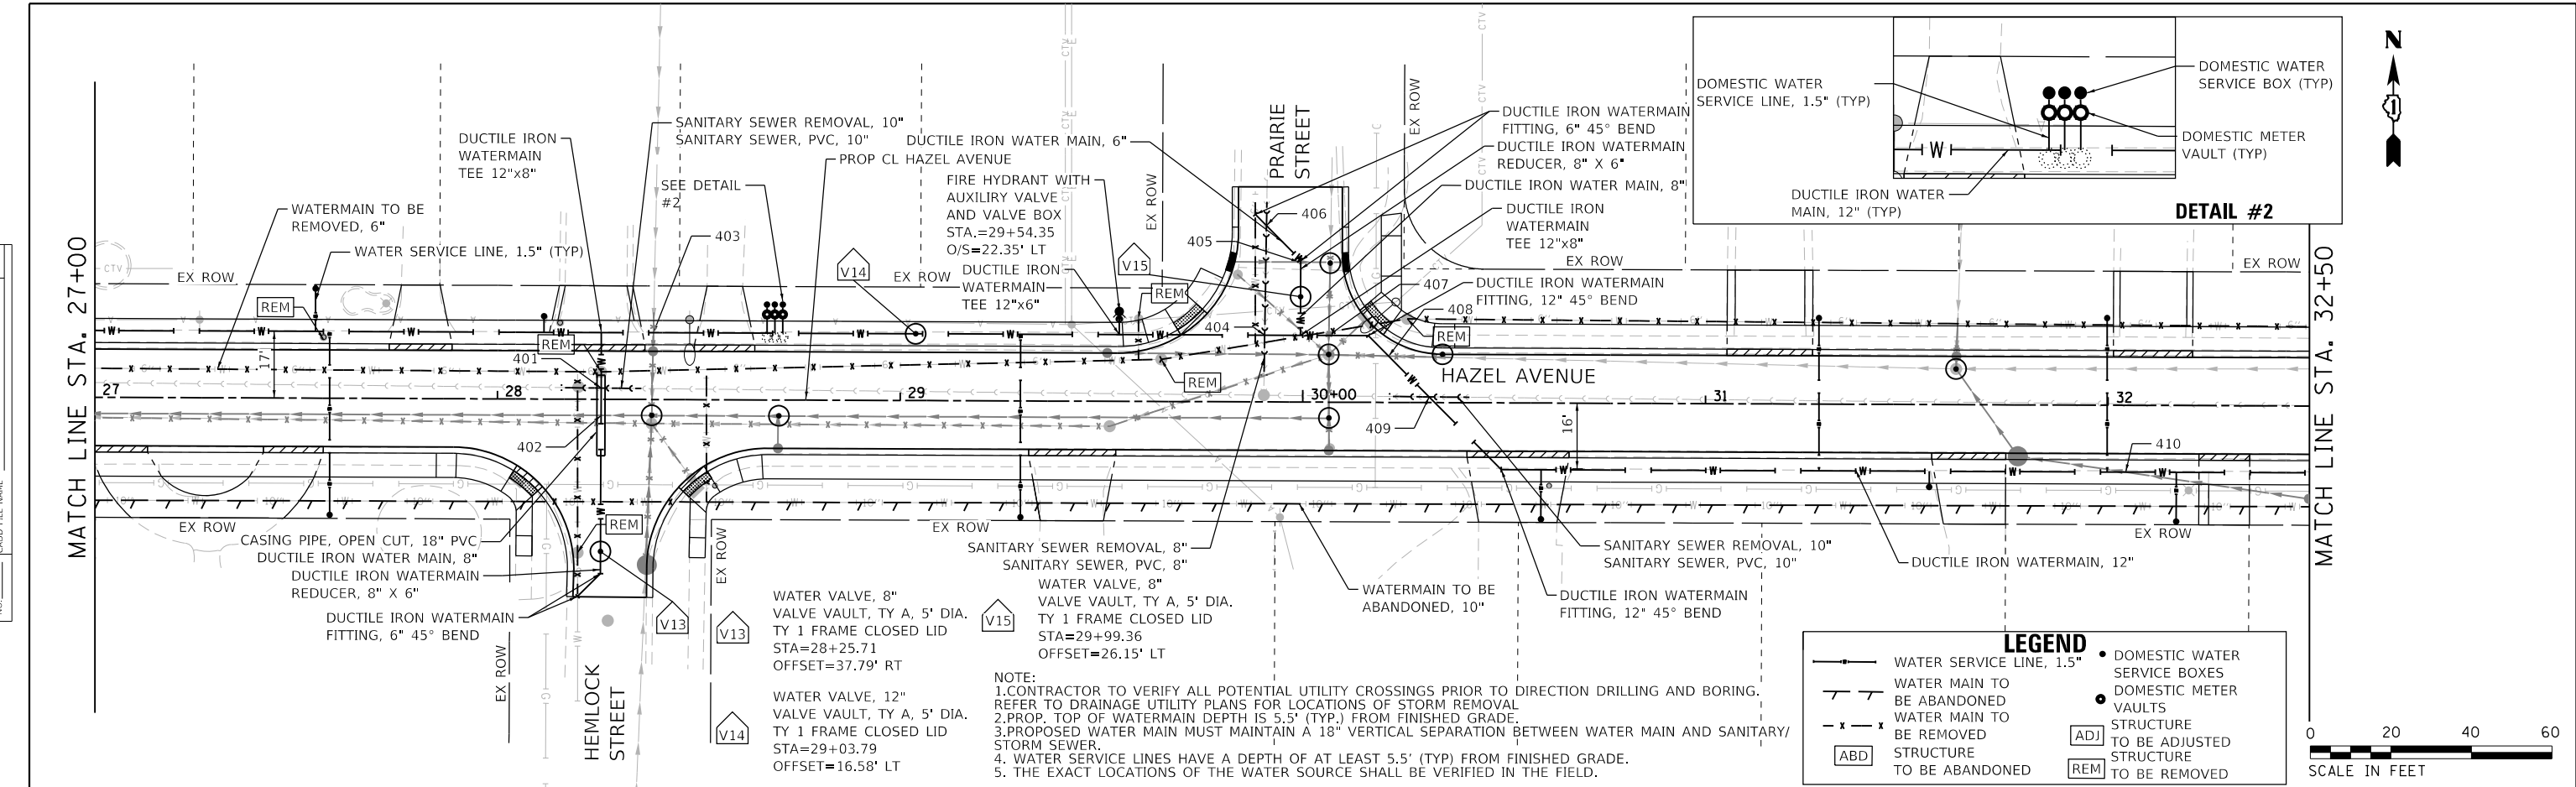 MATCH LINE STA. 27+00
MATCH LINE STA. 32+50
DUCTILE IRON
WATERMAIN
TEE 12"x8"
SANITARY SEWER REMOVAL, 10"
SANITARY SEWER, PVC, 10"
PROP CL HAZEL AVENUE
SEE DETAIL
#2
WATERMAIN TO BE
REMOVED, 6"
WATER SERVICE LINE, 1.5" (TYP)
403
V14
EX ROW
EX ROW
REM
REM
401
402
17'
27
28
29
30+00
31
32
DUCTILE IRON WATER MAIN, 6"
FIRE HYDRANT WITH
AUXILIRY VALVE
AND VALVE BOX
STA.=29+54.35
O/S=22.35' LT
DUCTILE IRON
WATERMAIN
TEE 12"x6"
EX ROW
V15
REM
REM
404
405
406
PRAIRIE
STREET
EX ROW
DUCTILE IRON WATERMAIN
FITTING, 6" 45° BEND
DUCTILE IRON WATERMAIN
REDUCER, 8" X 6"
DUCTILE IRON WATER MAIN, 8"
DUCTILE IRON
WATERMAIN
TEE 12"x8"
EX ROW
407
DUCTILE IRON WATERMAIN
FITTING, 12" 45° BEND
408
REM
HAZEL AVENUE
409
16'
410
EX ROW
DOMESTIC WATER
SERVICE LINE, 1.5" (TYP)
DOMESTIC WATER
SERVICE BOX (TYP)
DOMESTIC METER
VAULT (TYP)
W
DUCTILE IRON WATER
MAIN, 12" (TYP)
DETAIL #2
N
EX ROW
CASING PIPE, OPEN CUT, 18" PVC
DUCTILE IRON WATER MAIN, 8"
DUCTILE IRON WATERMAIN
REDUCER, 8" X 6"
DUCTILE IRON WATERMAIN
FITTING, 6" 45° BEND
REM
EX ROW
EX ROW
V13
HEMLOCK
STREET
V13
WATER VALVE, 8"
VALVE VAULT, TY A, 5' DIA.
TY 1 FRAME CLOSED LID
STA=28+25.71
OFFSET=37.79' RT
V14
WATER VALVE, 12"
VALVE VAULT, TY A, 5' DIA.
TY 1 FRAME CLOSED LID
STA=29+03.79
OFFSET=16.58' LT
EX ROW
SANITARY SEWER REMOVAL, 8"
SANITARY SEWER, PVC, 8"
V15
WATER VALVE, 8"
VALVE VAULT, TY A, 5' DIA.
TY 1 FRAME CLOSED LID
STA=29+99.36
OFFSET=26.15' LT
WATERMAIN TO BE
ABANDONED, 10"
SANITARY SEWER REMOVAL, 10"
SANITARY SEWER, PVC, 10"
DUCTILE IRON WATERMAIN
FITTING, 12" 45° BEND
DUCTILE IRON WATERMAIN, 12"
EX ROW
NOTE:
1.CONTRACTOR TO VERIFY ALL POTENTIAL UTILITY CROSSINGS PRIOR TO DIRECTION DRILLING AND BORING.
REFER TO DRAINAGE UTILITY PLANS FOR LOCATIONS OF STORM REMOVAL
2.PROP. TOP OF WATERMAIN DEPTH IS 5.5' (TYP.) FROM FINISHED GRADE.
3.PROPOSED WATER MAIN MUST MAINTAIN A 18" VERTICAL SEPARATION BETWEEN WATER MAIN AND SANITARY/
STORM SEWER.
4. WATER SERVICE LINES HAVE A DEPTH OF AT LEAST 5.5' (TYP) FROM FINISHED GRADE.
5. THE EXACT LOCATIONS OF THE WATER SOURCE SHALL BE VERIFIED IN THE FIELD.
LEGEND
WATER SERVICE LINE, 1.5"
WATER MAIN TO
BE ABANDONED
WATER MAIN TO
BE REMOVED
ABD
STRUCTURE
TO BE ABANDONED
DOMESTIC WATER
SERVICE BOXES
DOMESTIC METER
VAULTS
ADJ
STRUCTURE
TO BE ADJUSTED
REM
STRUCTURE
TO BE REMOVED
0 20 40 60
SCALE IN FEET